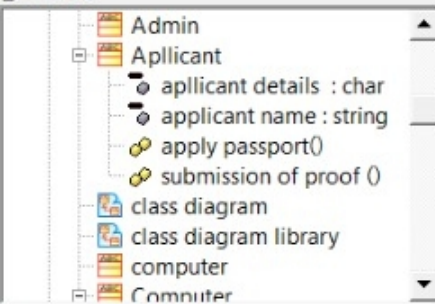 Admin
Apllicant
apllicant details : char
applicant name : string
apply passport()
submission of proof ()
class diagram
class diagram library
computer
Computer